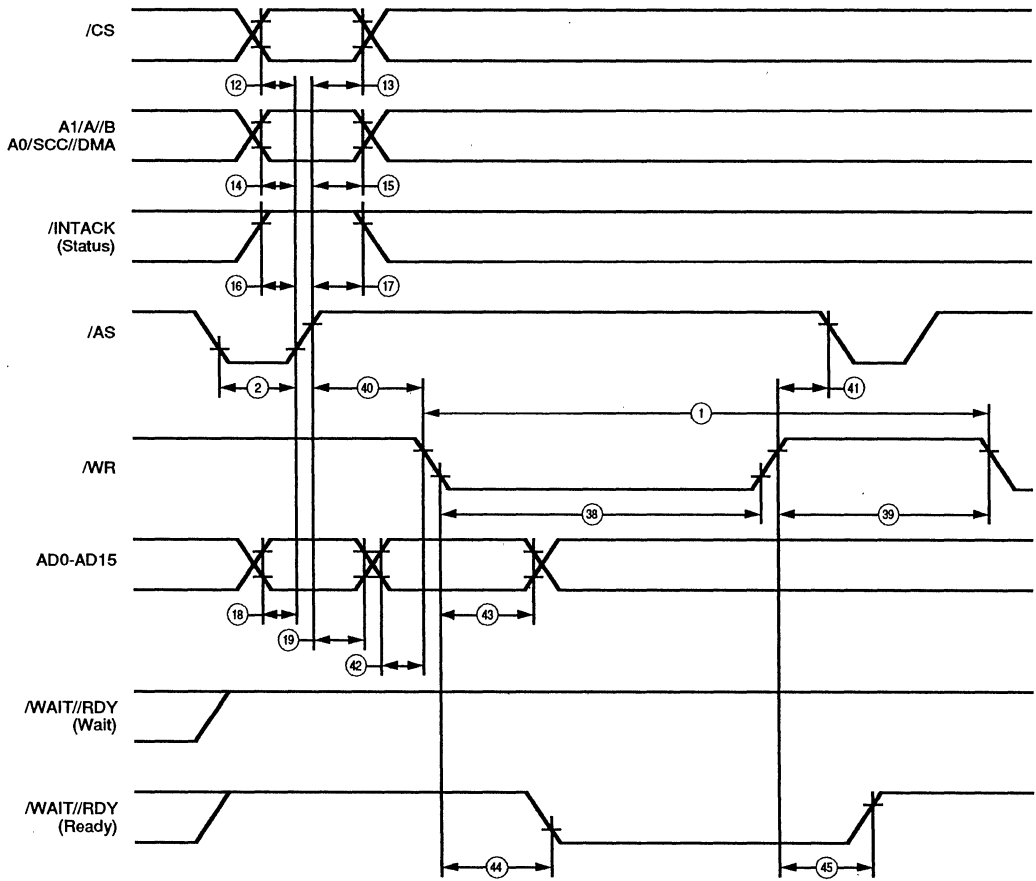 /CS
12
13
A1/A//B
A0/SCC//DMA
14
15
/INTACK
(Status)
16
17
/AS
2
40
41
1
/WR
38
39
AD0-AD15
18
43
19
42
/WAIT//RDY
(Wait)
/WAIT//RDY
(Ready)
44
45